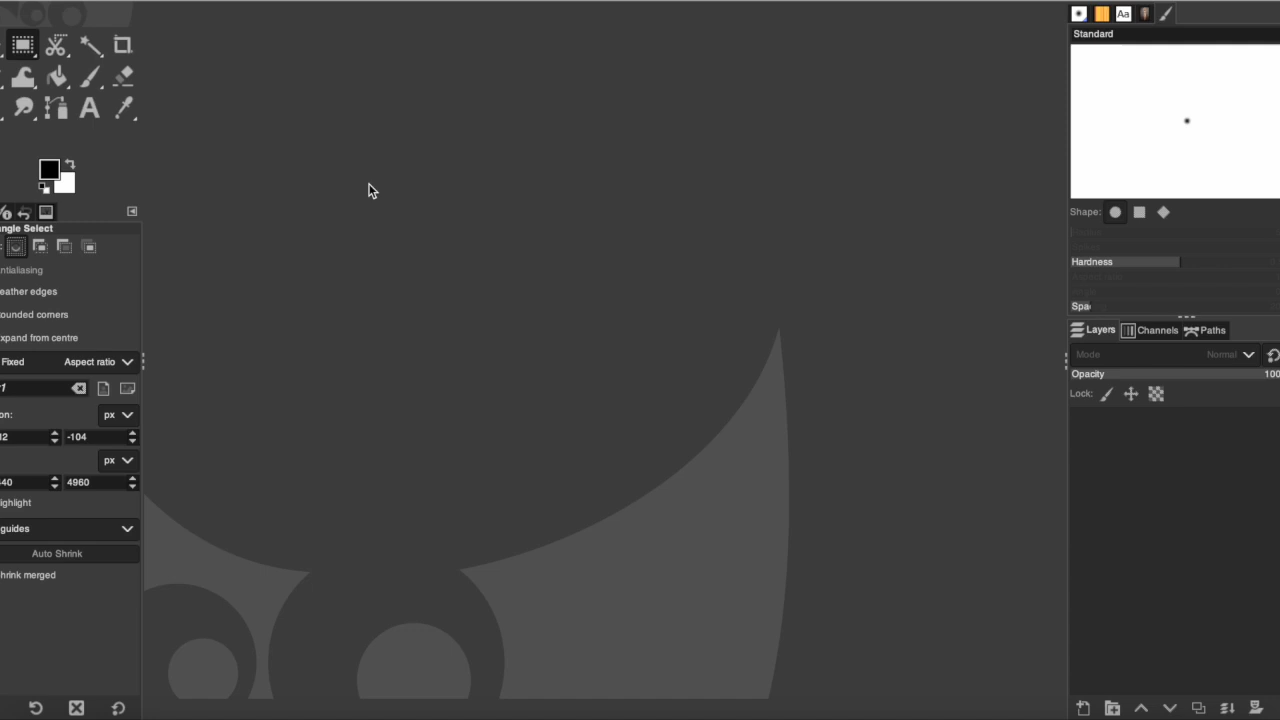 Aa
Standard
Shape:
Hardness
Spa
Layers
Channels
Paths
Mode
Normal
Opacity
100
Lock:
A
ngle Select
ntialiasing
eather edges
ounded corners
xpand from centre
Fixed
Aspect ratio
on:
px
-104
px
4960
ighlight
guides
Auto Shrink
hrink merged